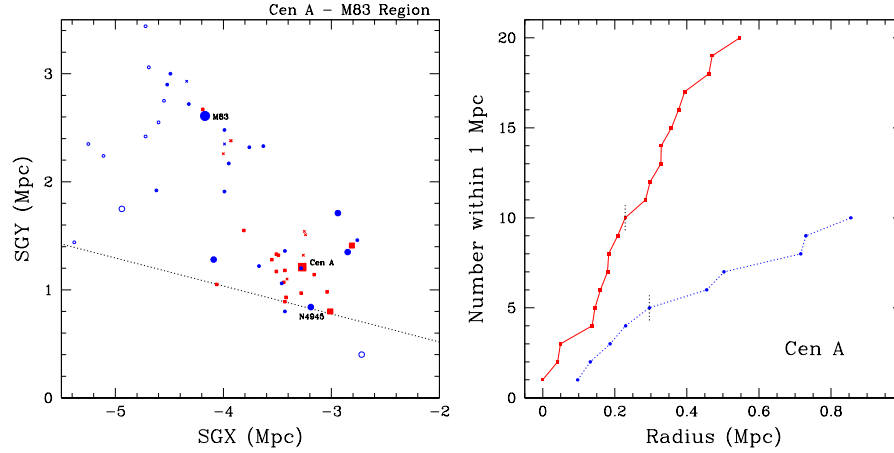 Cen A – M83 Region
3
2
1
0
SGY (Mpc)
M83
Cen A
N4945
−5
−4
−3
−2
SGX (Mpc)
20
15
10
5
0
Number within 1 Mpc
Cen A
0
0.2
0.4
0.6
0.8
Radius (Mpc)